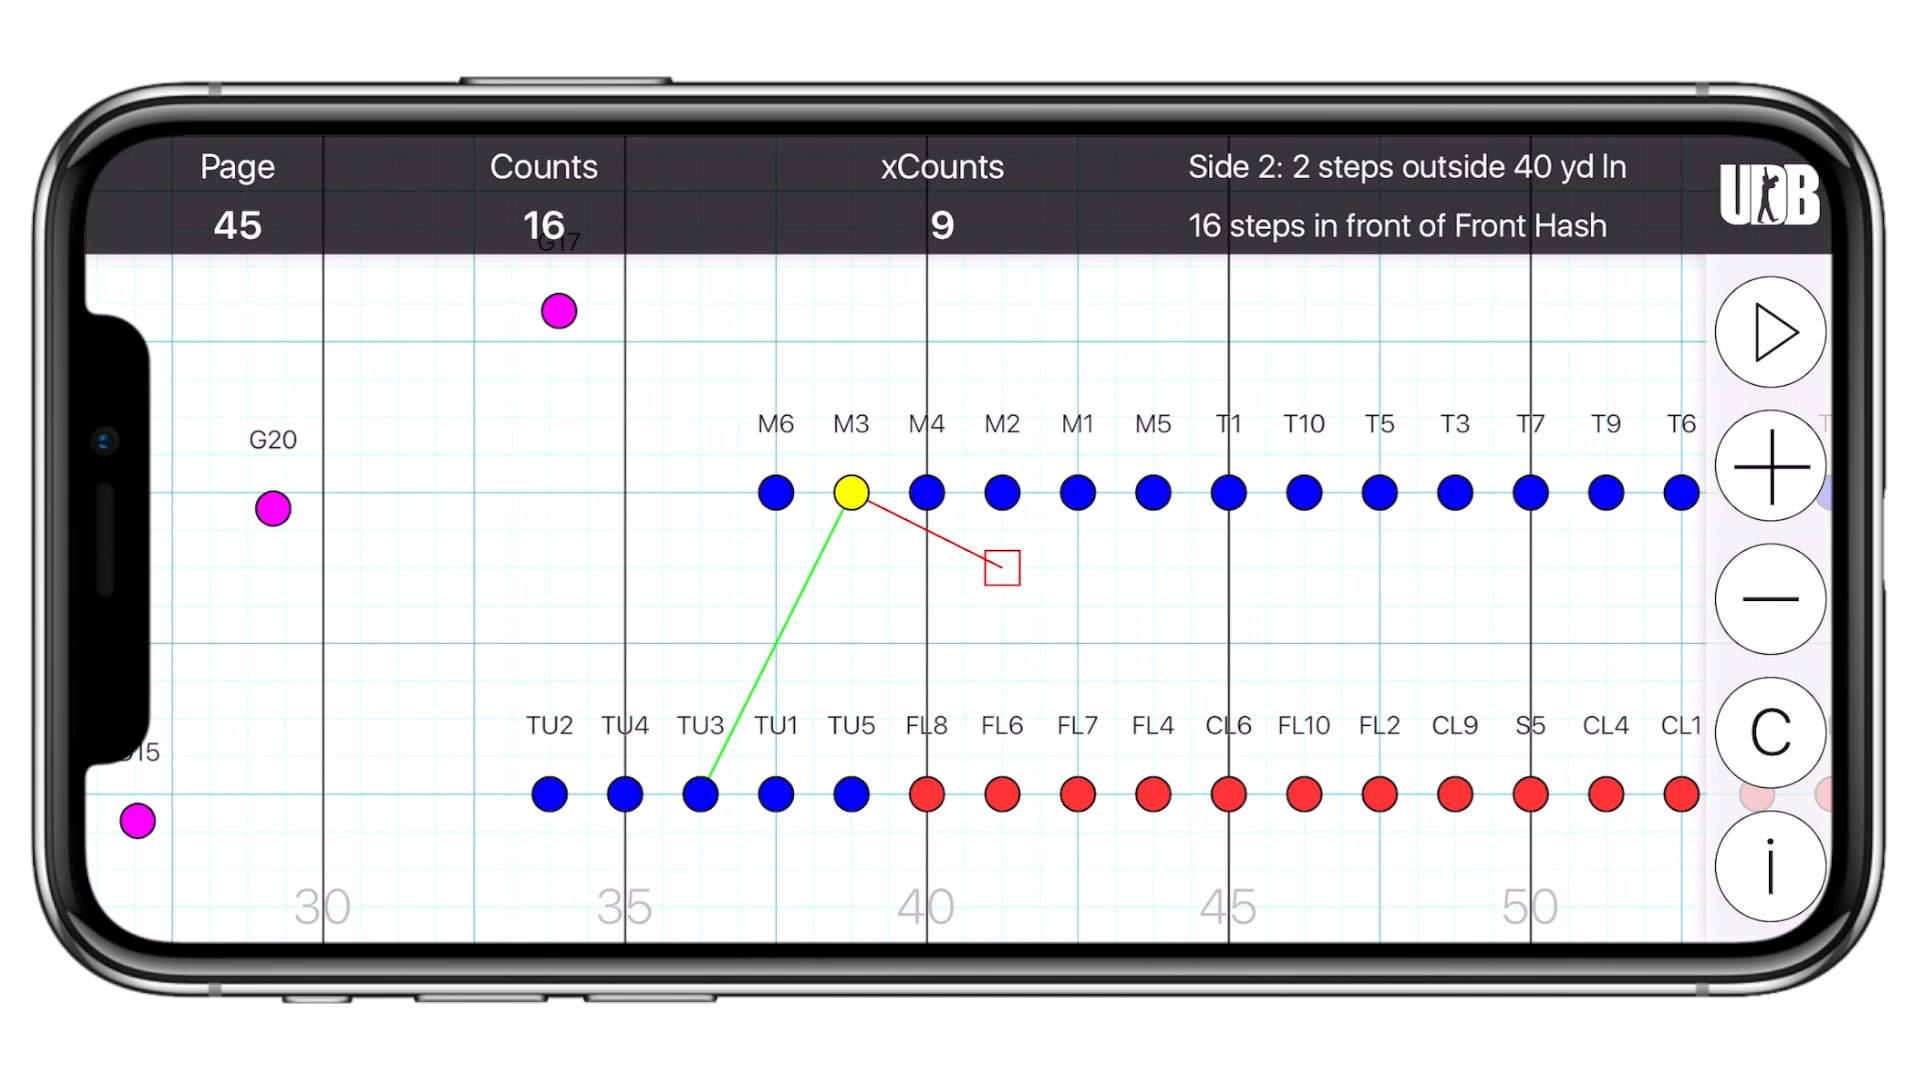 Page Counts xCounts Side 2: 2 steps outside 40 yd ln
45 16 9 16 steps in front of Front Hash
UDB
G17
G20
M6 M3 M4 M2 M1 M5 T1 T10 T5 T3 T7 T9 T6
TU2 TU4 TU3 TU1 TU5 FL8 FL6 FL7 FL4 CL6 FL10 FL2 CL9 S5 CL4 CL1
C
i
30 35 40 45 50